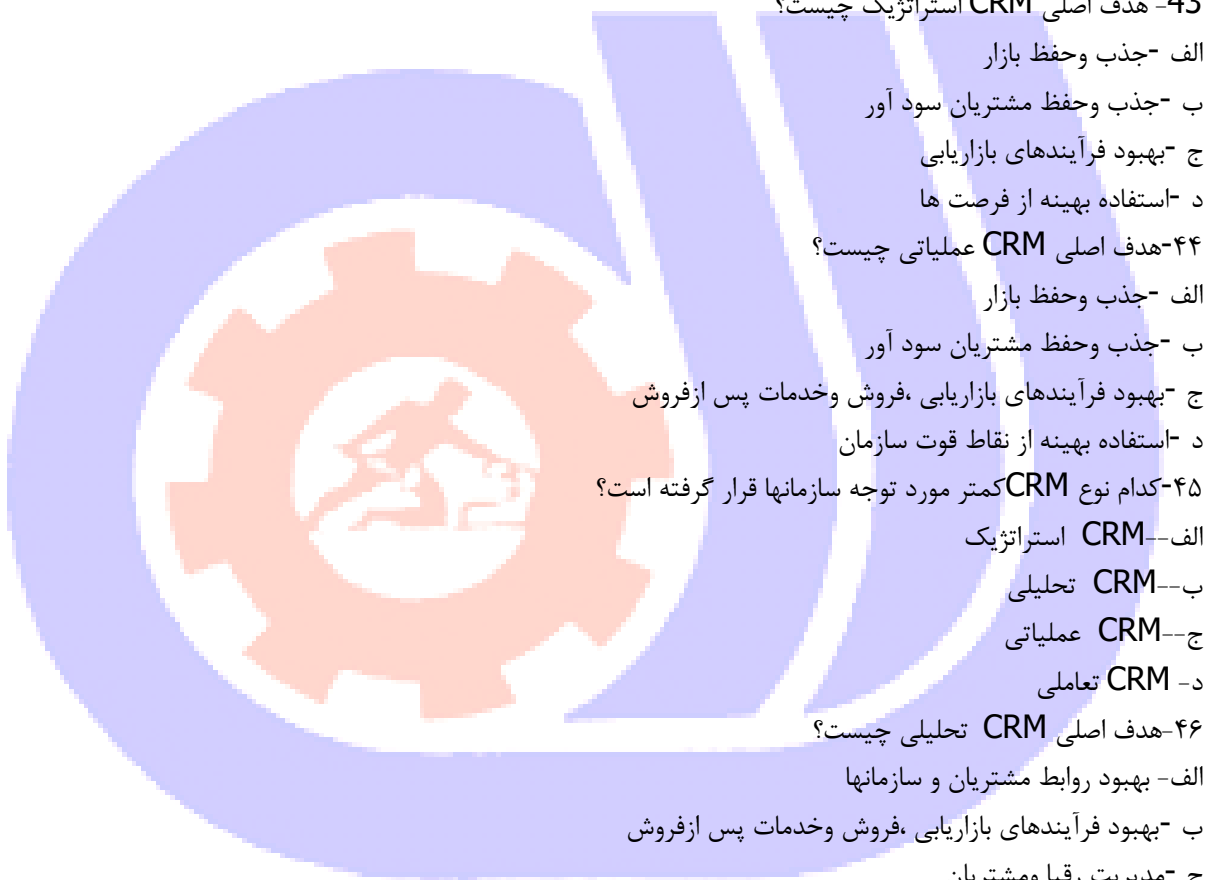 43- هدف اصلی CRM استراتژیک چیست؟
الف -جذب وحفظ بازار
ب -جذب وحفظ مشتریان سود آور
ج -بهبود فرآیندهای بازاریابی
د -استفاده بهینه از فرصت ها
۴۴-هدف اصلی CRM عملیاتی چیست؟
الف -جذب وحفظ بازار
ب -جذب وحفظ مشتریان سود آور
ج -بهبود فرآیندهای بازاریابی ،فروش وخدمات پس ازفروش
د -استفاده بهینه از نقاط قوت سازمان
۴۵-کدام نوع CRMکمتر مورد توجه سازمانها قرار گرفته است؟
الف--CRM استراتژیک
ب--CRM تحلیلی
ج--CRM عملیاتی
د- CRM تعاملی
۴۶-هدف اصلی CRM تحلیلی چیست؟
الف- بهبود روابط مشتریان و سازمانها
ب -بهبود فرآیندهای بازاریابی ،فروش وخدمات پس ازفروش
ج -مدیریت رقبا ومشتریان